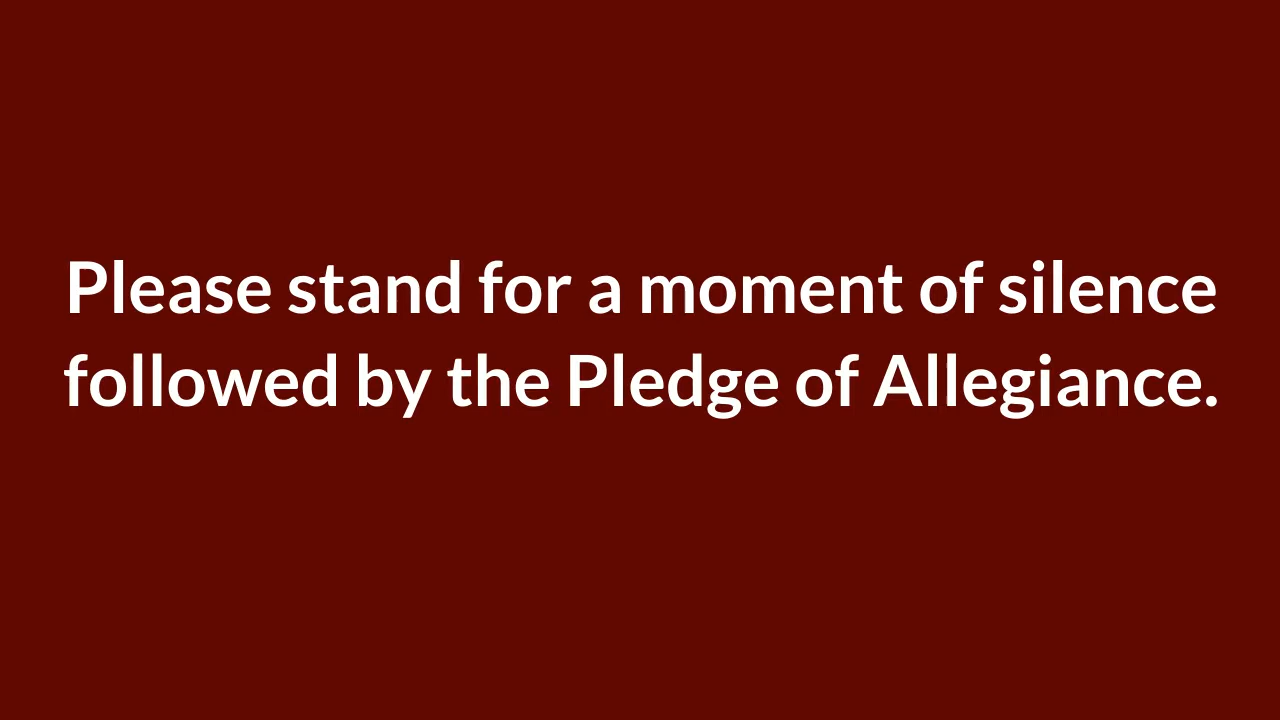 Please stand for a moment of silence
followed by the Pledge of Allegiance.